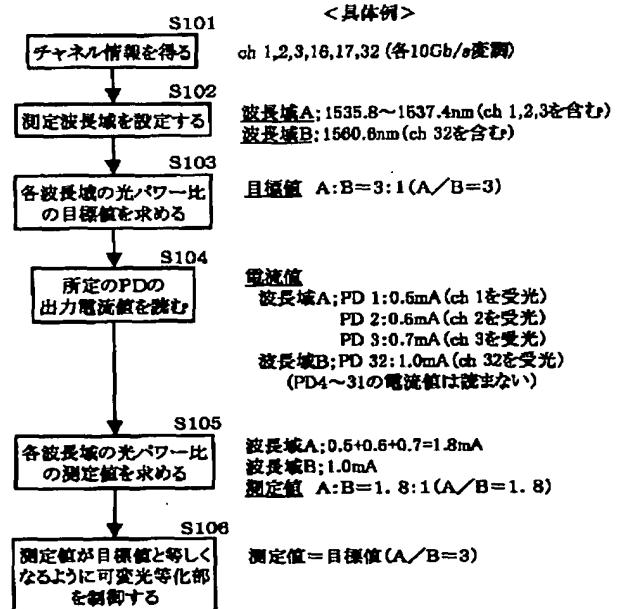 <具体例>
S101
チャネル情報を得る
ch 1,2,3,16,17,32 (各10Gb/s変調)
S102
測定波長域を設定する
波長域A;1535.8～1537.4nm(ch 1,2,3を含む)
波長域B;1560.6nm(ch 32を含む)
S103
各波長域の光パワー比
の目標値を求める
目標値 A:B=3:1(A／B=3)
S104
所定のPDの
出力電流値を読む
電流値
波長域A;PD 1:0.5mA(ch 1を受光)
PD 2:0.6mA(ch 2を受光)
PD 3:0.7mA(ch 3を受光)
波長域B;PD 32:1.0mA(ch 32を受光)
(PD4～31の電流値は読まない)
S105
各波長域の光パワー比
の測定値を求める
波長域A;0.5+0.6+0.7=1.8mA
波長域B;1.0mA
測定値 A:B=1.8:1(A／B=1.8)
S106
測定値が目標値と等しく
なるように可変光等化部
を制御する
測定値=目標値(A／B=3)